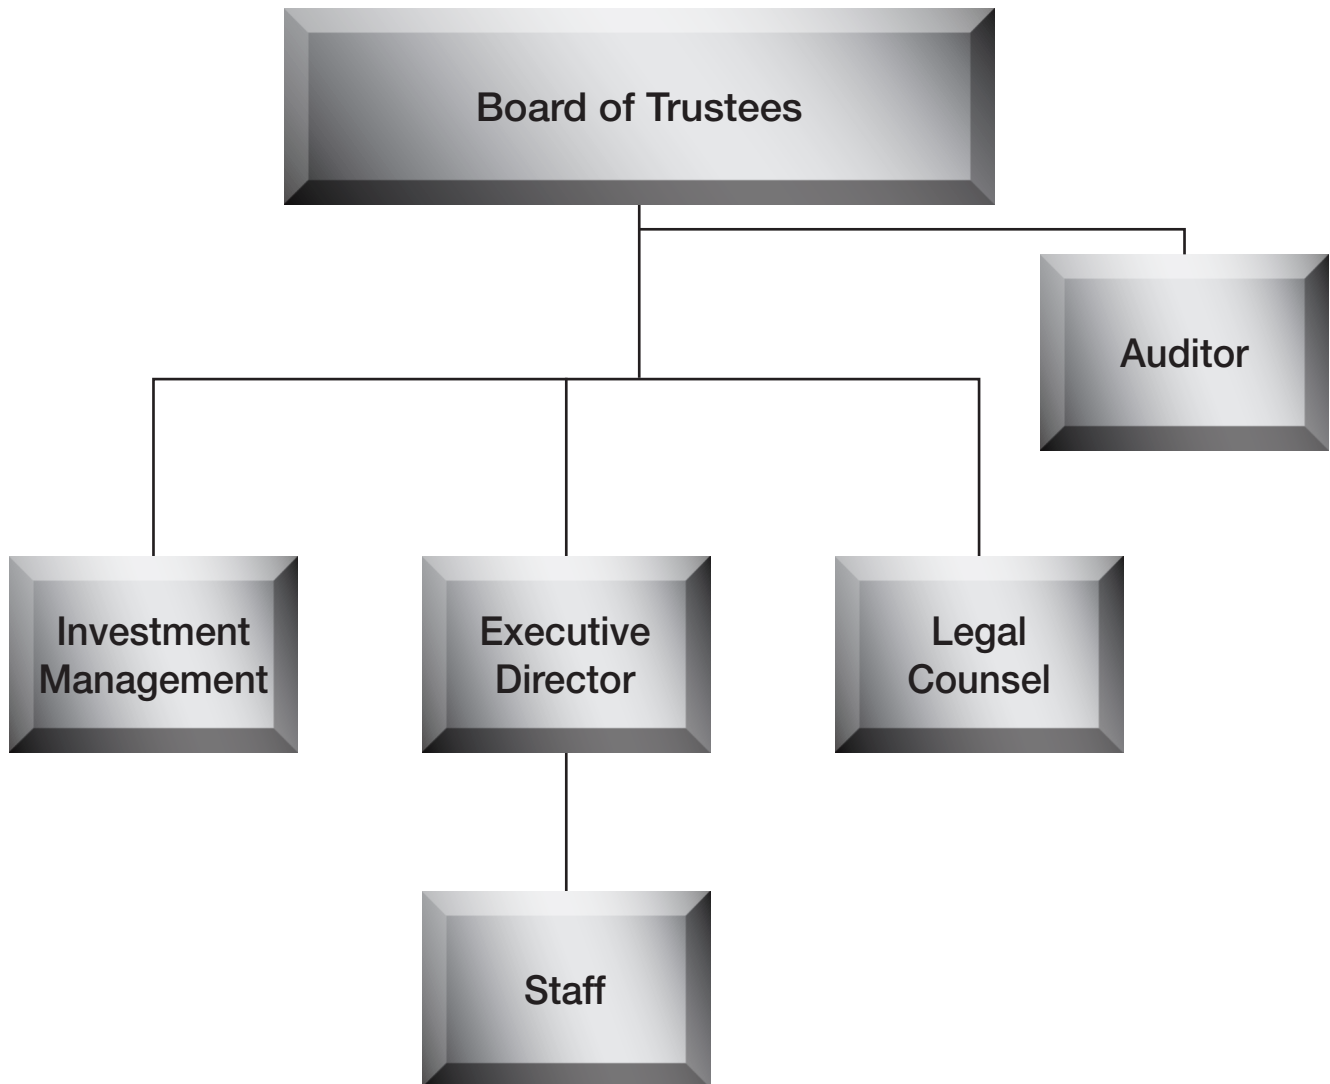 Board of Trustees
Auditor
Investment
Management
Executive
Director
Legal
Counsel
Staff